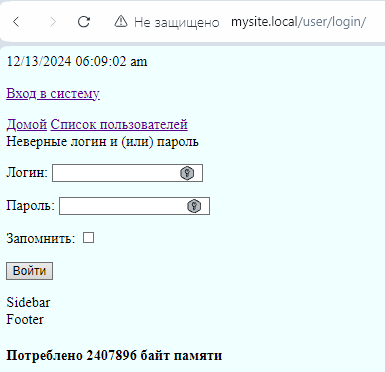 Не защищено mysite.local/user/login/
12/13/2024 06:09:02 am
Вход в систему
Домой Список пользователей
Неверные логин и (или) пароль
Логин:
Пароль:
Запомнить:
Войти
Sidebar
Footer
Потреблено 2407896 байт памяти